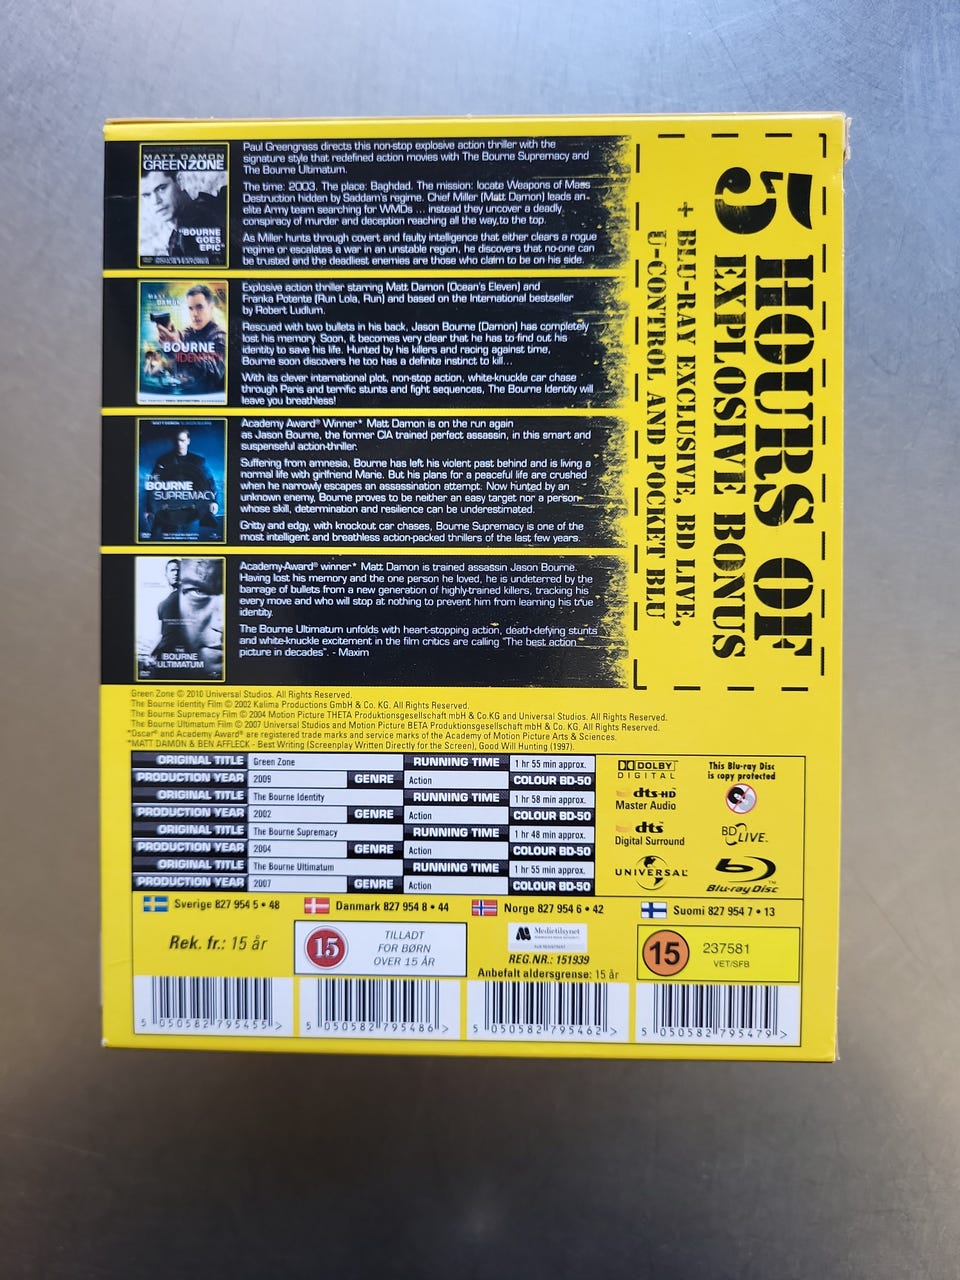 MATT DAMON
GREEN ZONE
"BOURNE
GOES
EPIC"
Paul Greengrass directs this non-stop explosive action thriller with the
signature style that redefined action movies with The Bourne Supremacy and
The Bourne Ultimatum.
The time: 2003. The place: Baghdad. The mission: locate Weapons of Mass
Destruction hidden by Saddam's regime. Chief Miller (Matt Damon) leads an
elite Army team searching for WMDs ... instead they uncover a deadly
conspiracy of murder and deception reaching all the way to the top.
As Miller hunts through covert and faulty intelligence that either clears a rogue
regime or escalates a war in an unstable region, he discovers that no-one can
be trusted and the deadliest enemies are those who claim to be on his side.
MATT
DAMON
BOURNE
IDENTITY
Explosive action thriller starring Matt Damon (Ocean's Eleven) and
Franka Potente (Run Lola, Run) and based on the International bestseller
by Robert Ludlum.
Rescued with two bullets in his back, Jason Bourne (Damon) has completely
lost his memory. Soon, it becomes very clear that he has to find out his
identity to save his life. Hunted by his killers and racing against time,
Bourne soon discovers he too has a definite instinct to kill...
With its clever international plot, non-stop action, white-knuckle car chase
through Paris and terrific stunts and fight sequences, The Bourne Identity will
leave you breathless!
THE
BOURNE
SUPREMACY
Academy Award® Winner* Matt Damon is on the run again
as Jason Bourne, the former CIA trained perfect assassin, in this smart and
suspenseful action-thriller.
Suffering from amnesia, Bourne has left his violent past behind and is living a
normal life with girlfriend Marie. But his plans for a peaceful life are crushed
when he narrowly escapes an assassination attempt. Now hunted by an
unknown enemy, Bourne proves to be neither an easy target nor a person
whose skill, determination and resilience can be underestimated.
Gritty and edgy, with knockout car chases, Bourne Supremacy is one of the
most intelligent and breathless action-packed thrillers of the last few years.
THE
BOURNE
ULTIMATUM
Academy-Award® winner* Matt Damon is trained assassin Jason Bourne.
Having lost his memory and the one person he loved, he is undeterred by the
barrage of bullets from a new generation of highly-trained killers, tracking his
every move and who will stop at nothing to prevent him from learning his true
identity.
The Bourne Ultimatum unfolds with heart-stopping action, death-defying stunts
and white-knuckle excitement in the film critics are calling "The best action
picture in decades". - Maxim
5 HOURS OF
EXPLOSIVE BONUS
+ BLU-RAY EXCLUSIVE, BD LIVE,
U-CONTROL AND POCKET BLU
Green Zone © 2010 Universal Studios. All Rights Reserved.
The Bourne Identity Film © 2002 Kalima Productions GmbH & Co. KG. All Rights Reserved.
The Bourne Supremacy Film © 2004 Motion Picture THETA Produktionsgesellschaft mbH & Co.KG and Universal Studios. All Rights Reserved.
The Bourne Ultimatum Film © 2007 Universal Studios and Motion Picture BETA Produktionsgesellschaft mbH & Co. KG. All Rights Reserved.
"Oscar® and Academy Award® are registered trade marks and service marks of the Academy of Motion Picture Arts & Sciences.
*MATT DAMON & BEN AFFLECK - Best Writing (Screenplay Written Directly for the Screen), Good Will Hunting (1997).
ORIGINAL TITLE Green Zone RUNNING TIME 1 hr 55 min approx.
PRODUCTION YEAR 2009 GENRE Action COLOUR BD-50
ORIGINAL TITLE The Bourne Identity RUNNING TIME 1 hr 58 min approx.
PRODUCTION YEAR 2002 GENRE Action COLOUR BD-50
ORIGINAL TITLE The Bourne Supremacy RUNNING TIME 1 hr 48 min approx.
PRODUCTION YEAR 2004 GENRE Action COLOUR BD-50
ORIGINAL TITLE The Bourne Ultimatum RUNNING TIME 1 hr 55 min approx.
PRODUCTION YEAR 2007 GENRE Action COLOUR BD-50
DOLBY
DIGITAL
This Blu-ray Disc
is copy protected
dts-HD
Master Audio
dts
Digital Surround
BD LIVE™
UNIVERSAL
Blu-ray Disc™
Sverige 827 954 5 • 48
Danmark 827 954 8 • 44
Norge 827 954 6 • 42
Suomi 827 954 7 • 13
Rek. fr.: 15 år
15
TILLADT
FOR BØRN
OVER 15 ÅR
Medietilsynet
REG.NR.: 151939
Anbefalt aldersgrense: 15 år
15
237581
VET/SFB
5 050582 795455 >
5 050582 795486 >
5 050582 795462 >
5 050582 795479 >